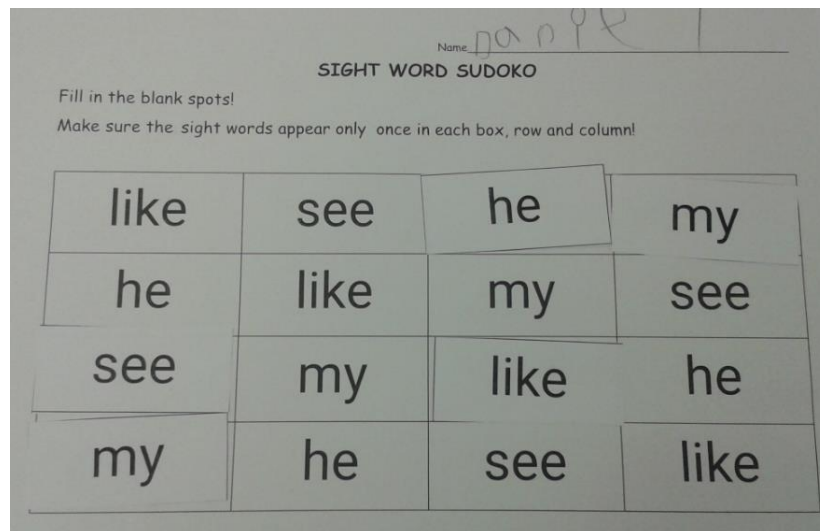 Name Daniel
SIGHT WORD SUDOKO
Fill in the blank spots!
Make sure the sight words appear only once in each box, row and column!
like see he my
he like my see
see my like he
my he see like